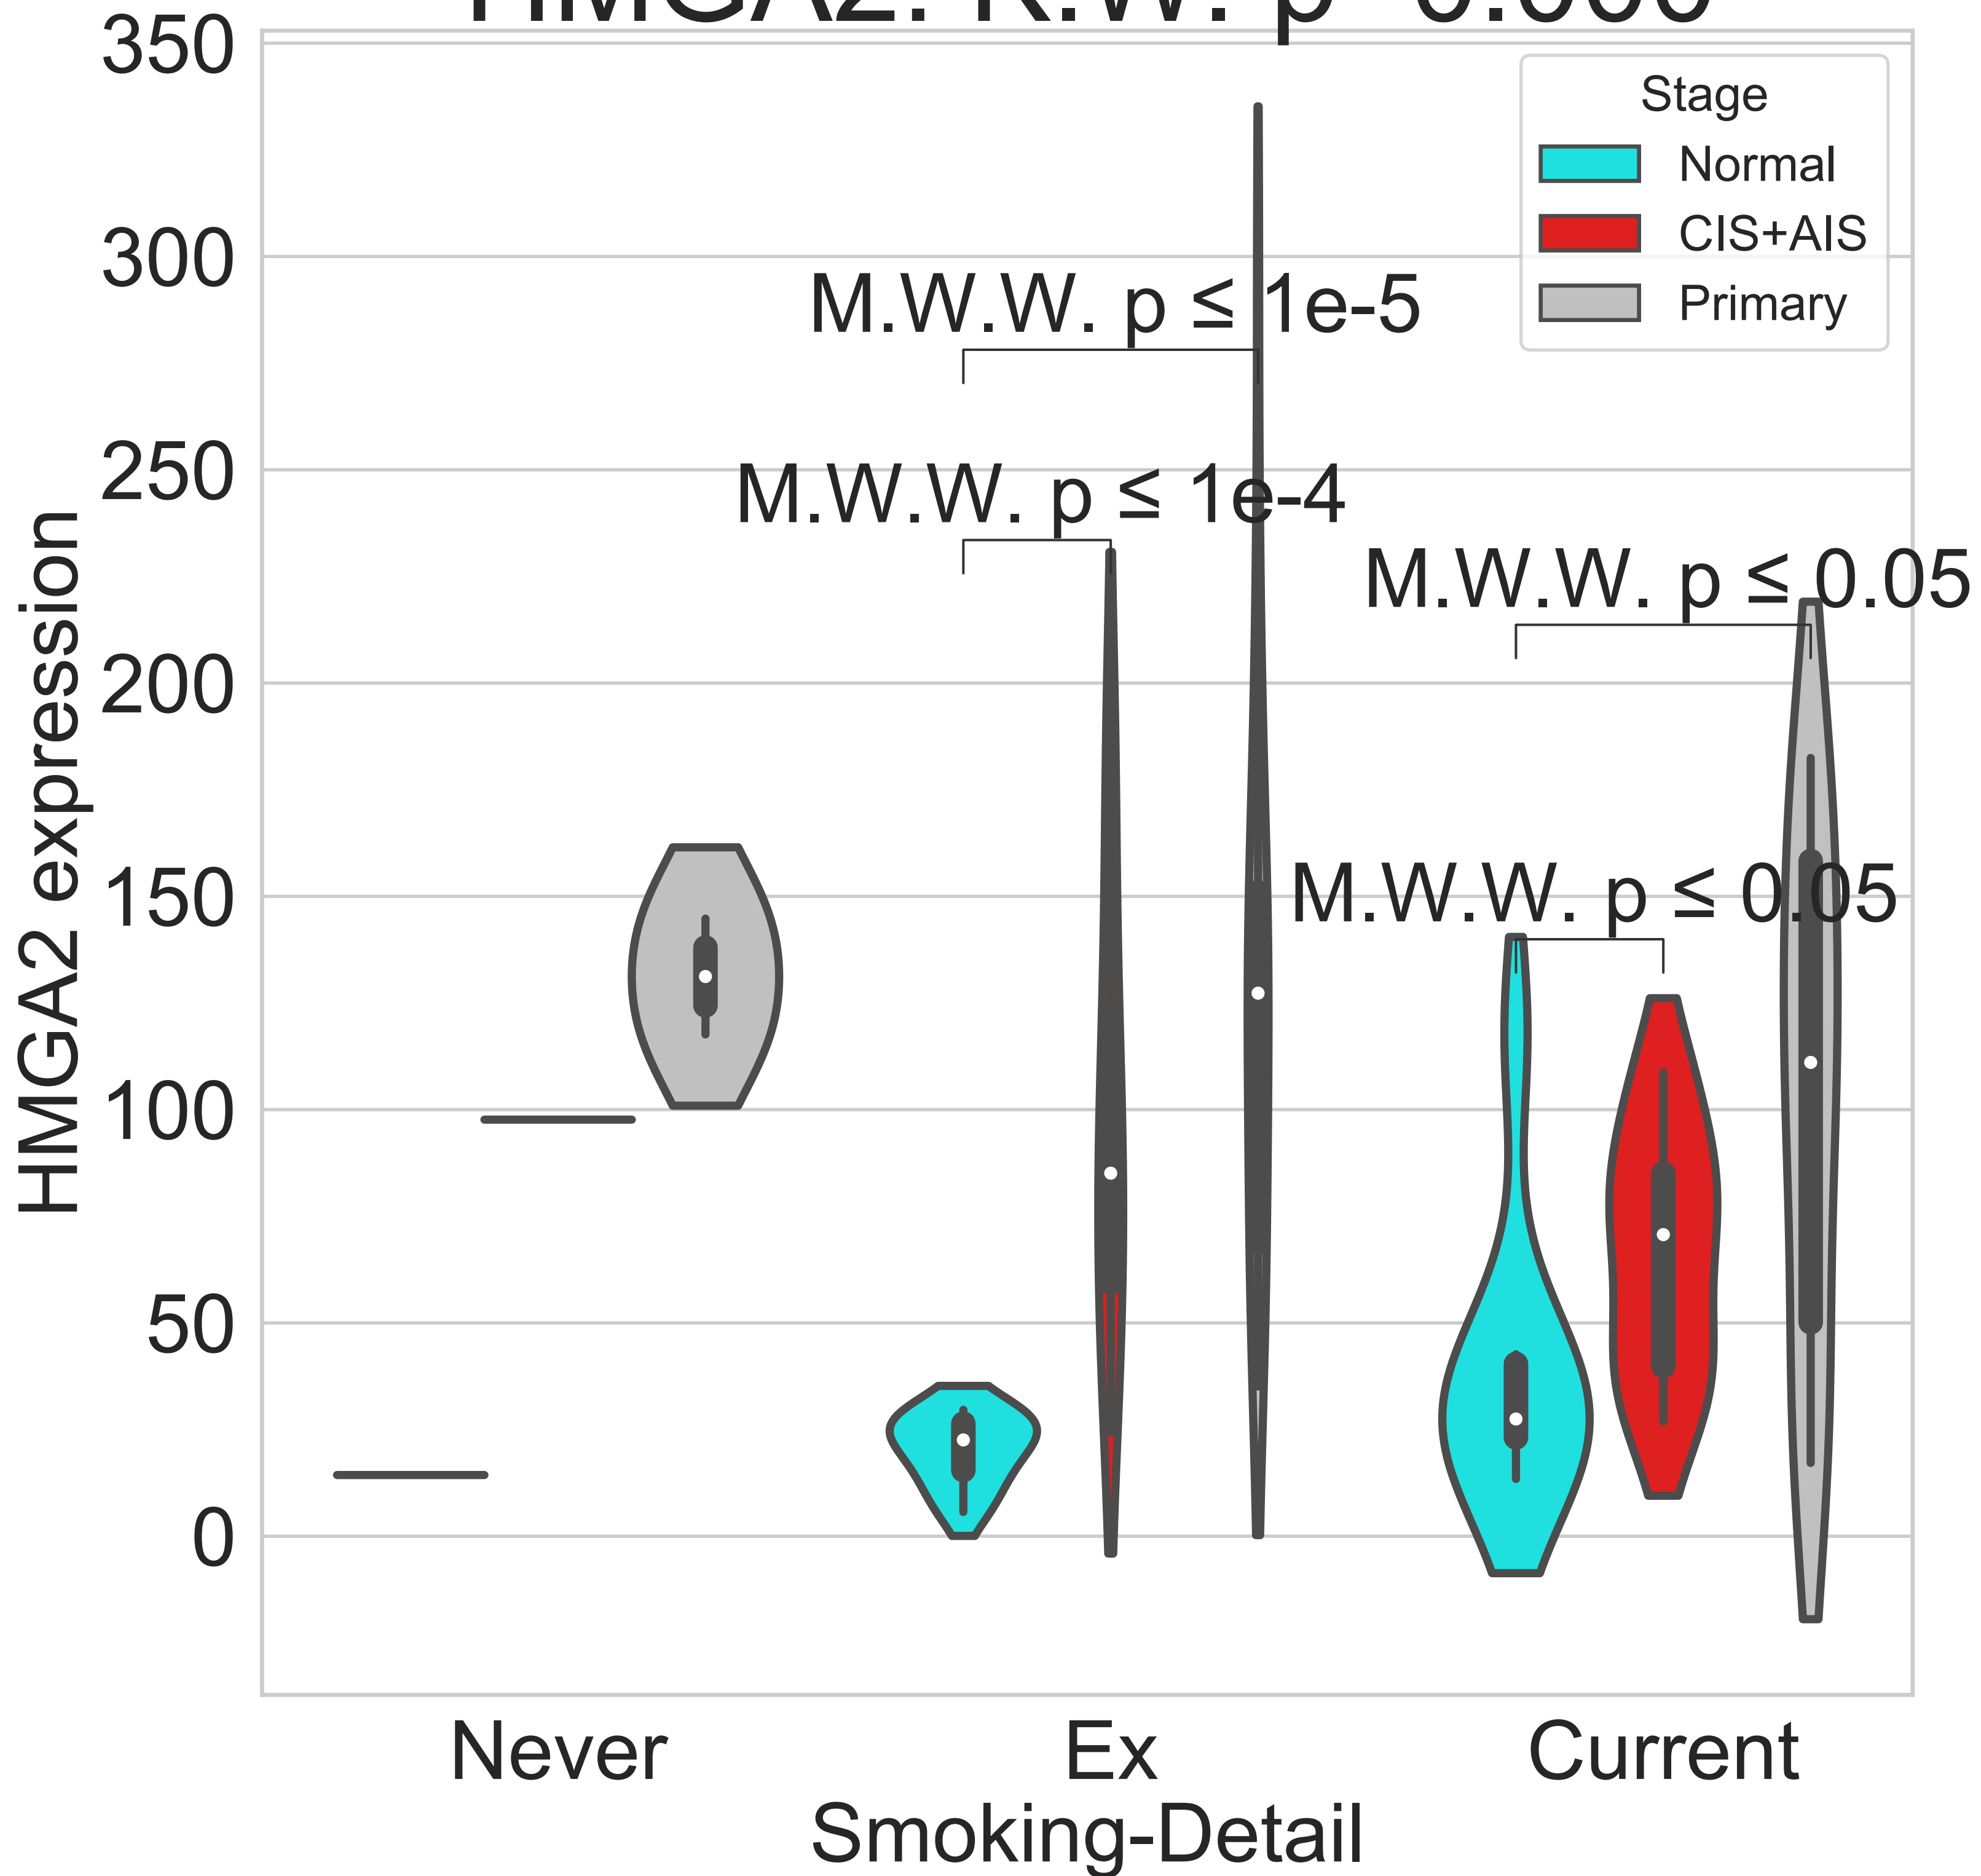 HMGA2: K.W. p
350
300
250
200
150
100
50
0
HMGA2 expression
Stage
Normal
CIS+AIS
Primary
M.W.W. p ≤ 1e-5
M.W.W. p ≤ 1e-4
M.W.W. p ≤ 0.05
M.W.W. p ≤ 0.05
Never
Ex
Current
Smoking-Detail